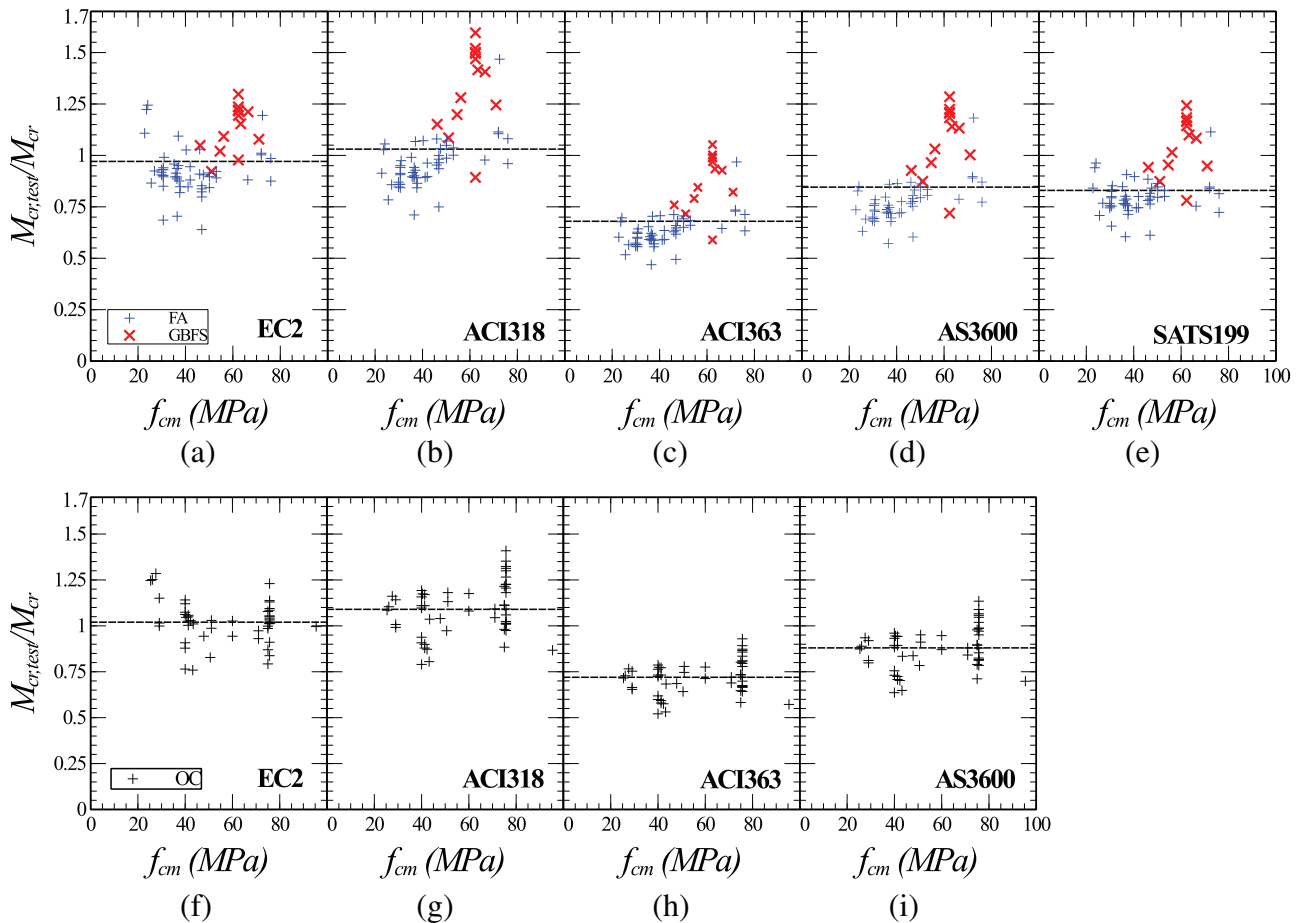 1.7
1.5
1.25
1
0.75
0.5
0.25
0
M_cr,test/M_cr
FA
GBFS
EC2
ACI318
ACI363
AS3600
SATS199
0 20 40 60 80 0 20 40 60 80 0 20 40 60 80 0 20 40 60 80 0 20 40 60 80 100
f_cm (MPa) f_cm (MPa) f_cm (MPa) f_cm (MPa) f_cm (MPa)
(a) (b) (c) (d) (e)
1.7
1.5
1.25
1
0.75
0.5
0.25
0
M_cr,test/M_cr
OC
EC2
ACI318
ACI363
AS3600
0 20 40 60 80 0 20 40 60 80 0 20 40 60 80 0 20 40 60 80 100
f_cm (MPa) f_cm (MPa) f_cm (MPa) f_cm (MPa)
(f) (g) (h) (i)